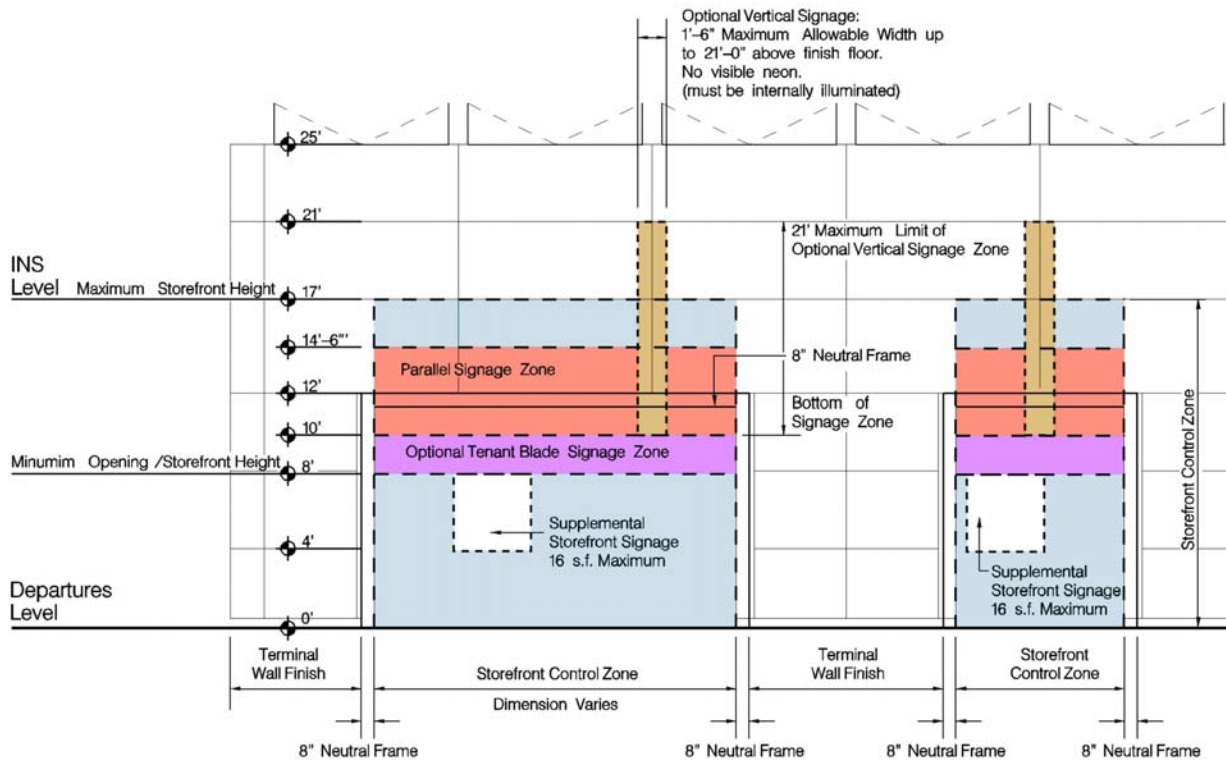 Optional Vertical Signage:
1'-6" Maximum Allowable Width up
to 21'-0" above finish floor.
No visible neon.
(must be internally illuminated)
25'
21'
21' Maximum Limit of
Optional Vertical Signage Zone
INS
Level
Maximum Storefront Height
17'
14'-6"'
Parallel Signage Zone
8" Neutral Frame
12'
Bottom of
Signage Zone
10'
Optional Tenant Blade Signage Zone
Minumim Opening /Storefront Height
8'
Storefront Control Zone
Supplemental
Storefront Signage
16 s.f. Maximum
4'
Supplemental
Storefront Signage
16 s.f. Maximum
Departures
Level
0'
Terminal
Wall Finish
Storefront Control Zone
Dimension Varies
Terminal
Wall Finish
Storefront
Control Zone
8" Neutral Frame
8" Neutral Frame
8" Neutral Frame
8" Neutral Frame